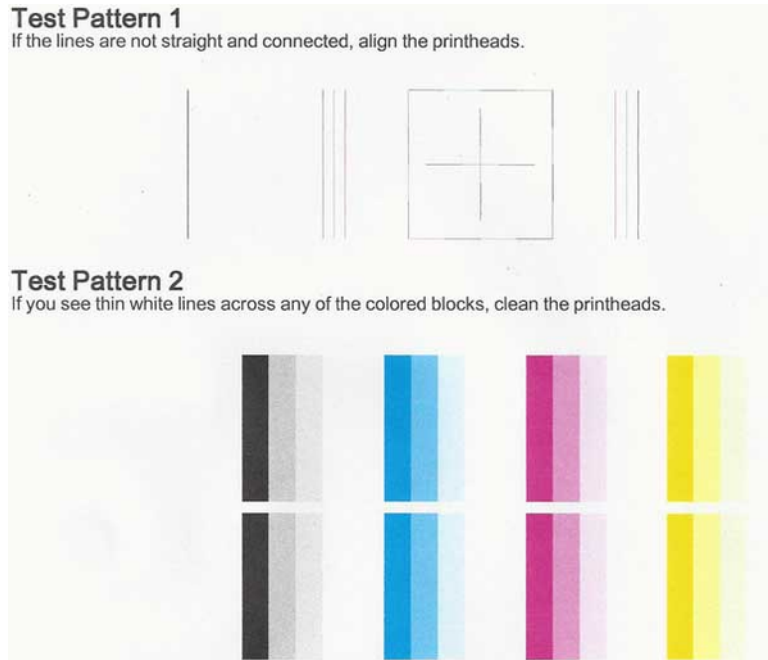 Test Pattern 1
If the lines are not straight and connected, align the printheads.
Test Pattern 2
If you see thin white lines across any of the colored blocks, clean the printheads.